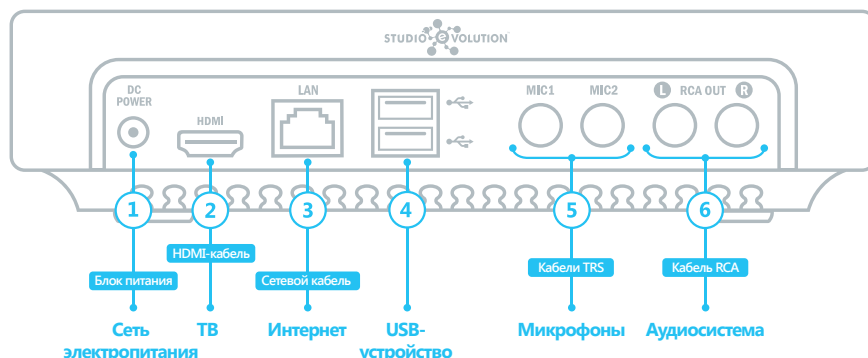 STUDIO eVOLUTION
DC
POWER
HDMI
LAN
MIC1
MIC2
L RCA OUT R
1
2
3
4
5
6
HDMI-кабель
Блок питания
Сетевой кабель
Кабели TRS
Кабель RCA
Сеть
электропитания
ТВ
Интернет
USB-
устройство
Микрофоны
Аудиосистема